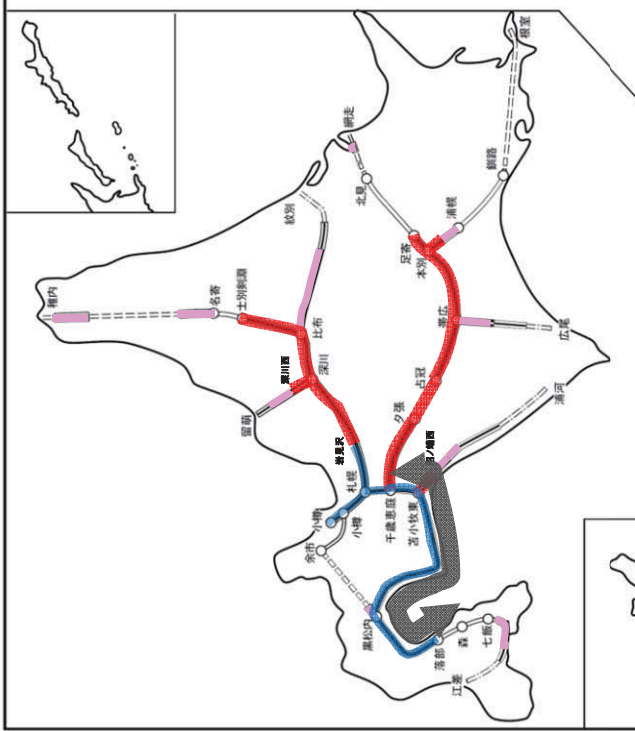 稚内
名寄
士別剣淵
紋別
比布
深川西
深川
留萌
岩見沢
札幌
小樽
小樽
余市
黒松内
落部
森
七飯
江差
千歳恵庭
苫小牧東
夕張
占冠
帯広
広尾
浦河
本別
足寄
浦幌
釧路
根室
北見
網走